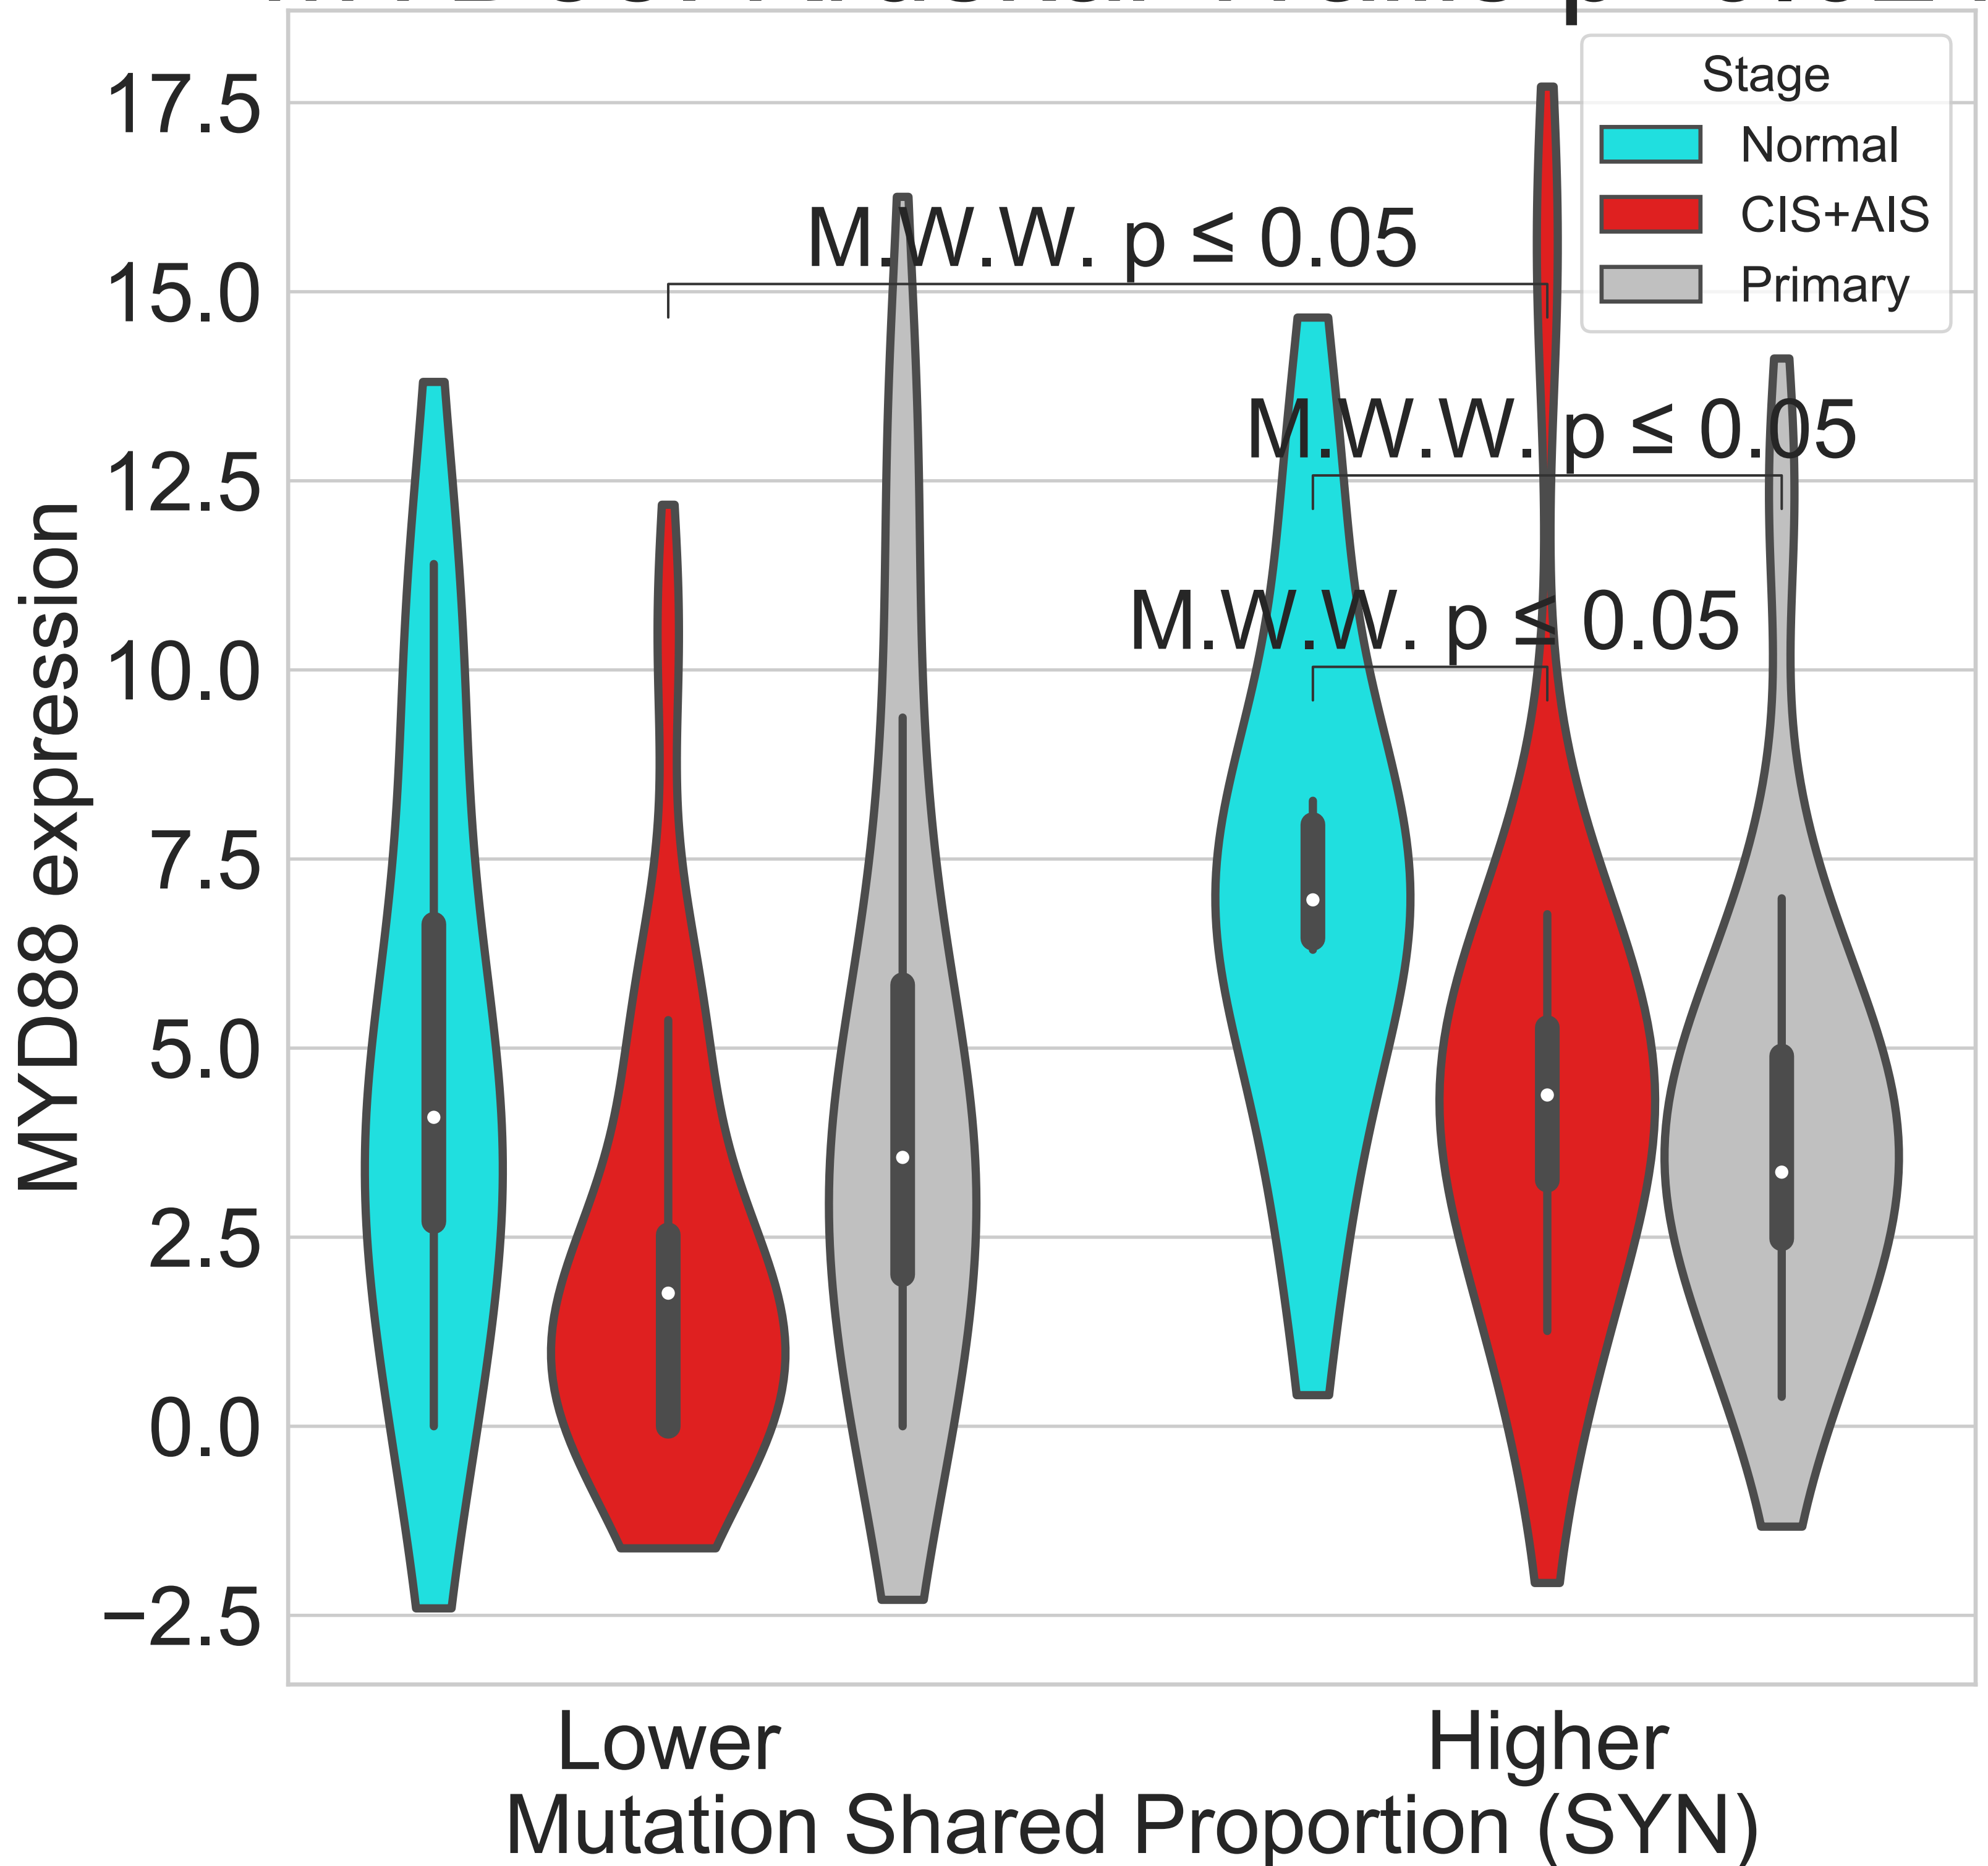 17.5
15.0
12.5
10.0
7.5
5.0
2.5
0.0
−2.5
MYD88 expression
Stage
Normal
CIS+AIS
Primary
M.W.W. p ≤ 0.05
M.W.W. p ≤ 0.05
M.W.W. p ≤ 0.05
Lower
Higher
Mutation Shared Proportion (SYN)